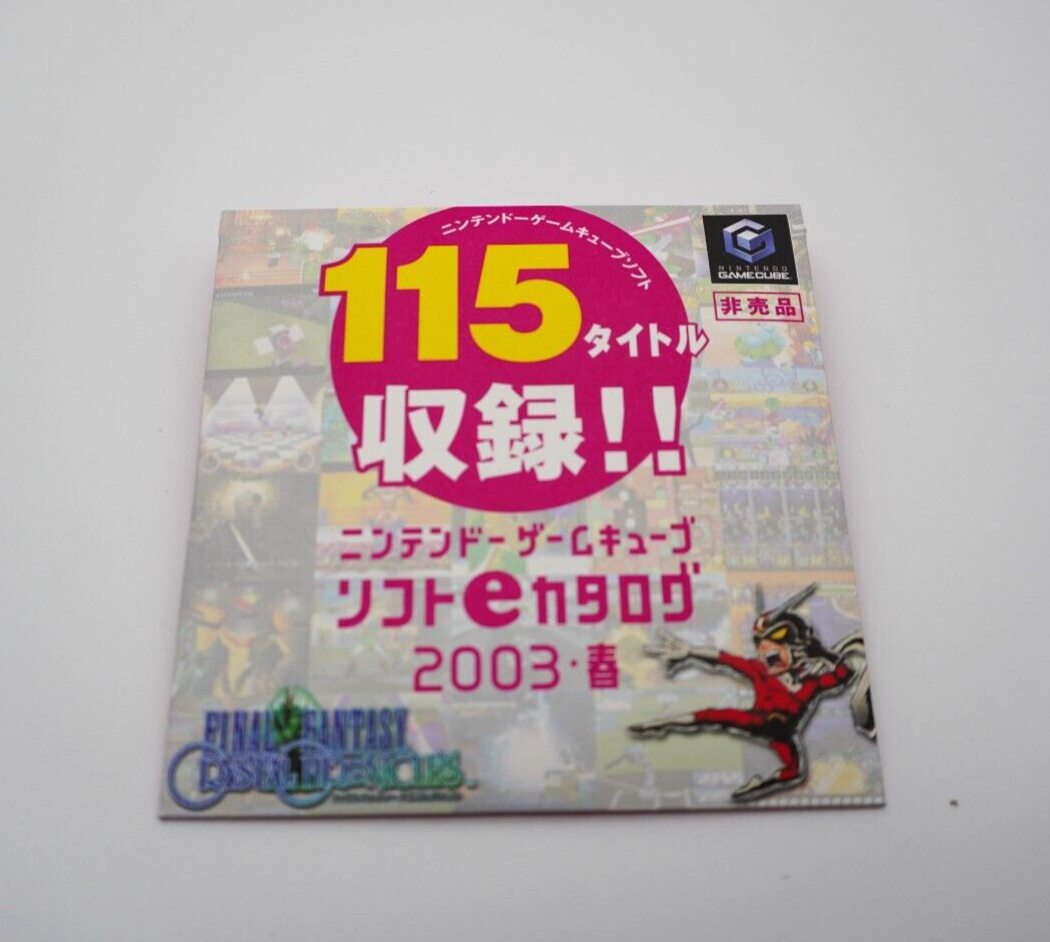 ニンテンドーゲームキューブソフト
115タイトル
収録!!
NINTENDO
GAMECUBE
非売品
ニンテンドーゲームキューブ
ソフトeカタログ
2003・春
FINAL FANTASY
CRYSTAL CHRONICLES